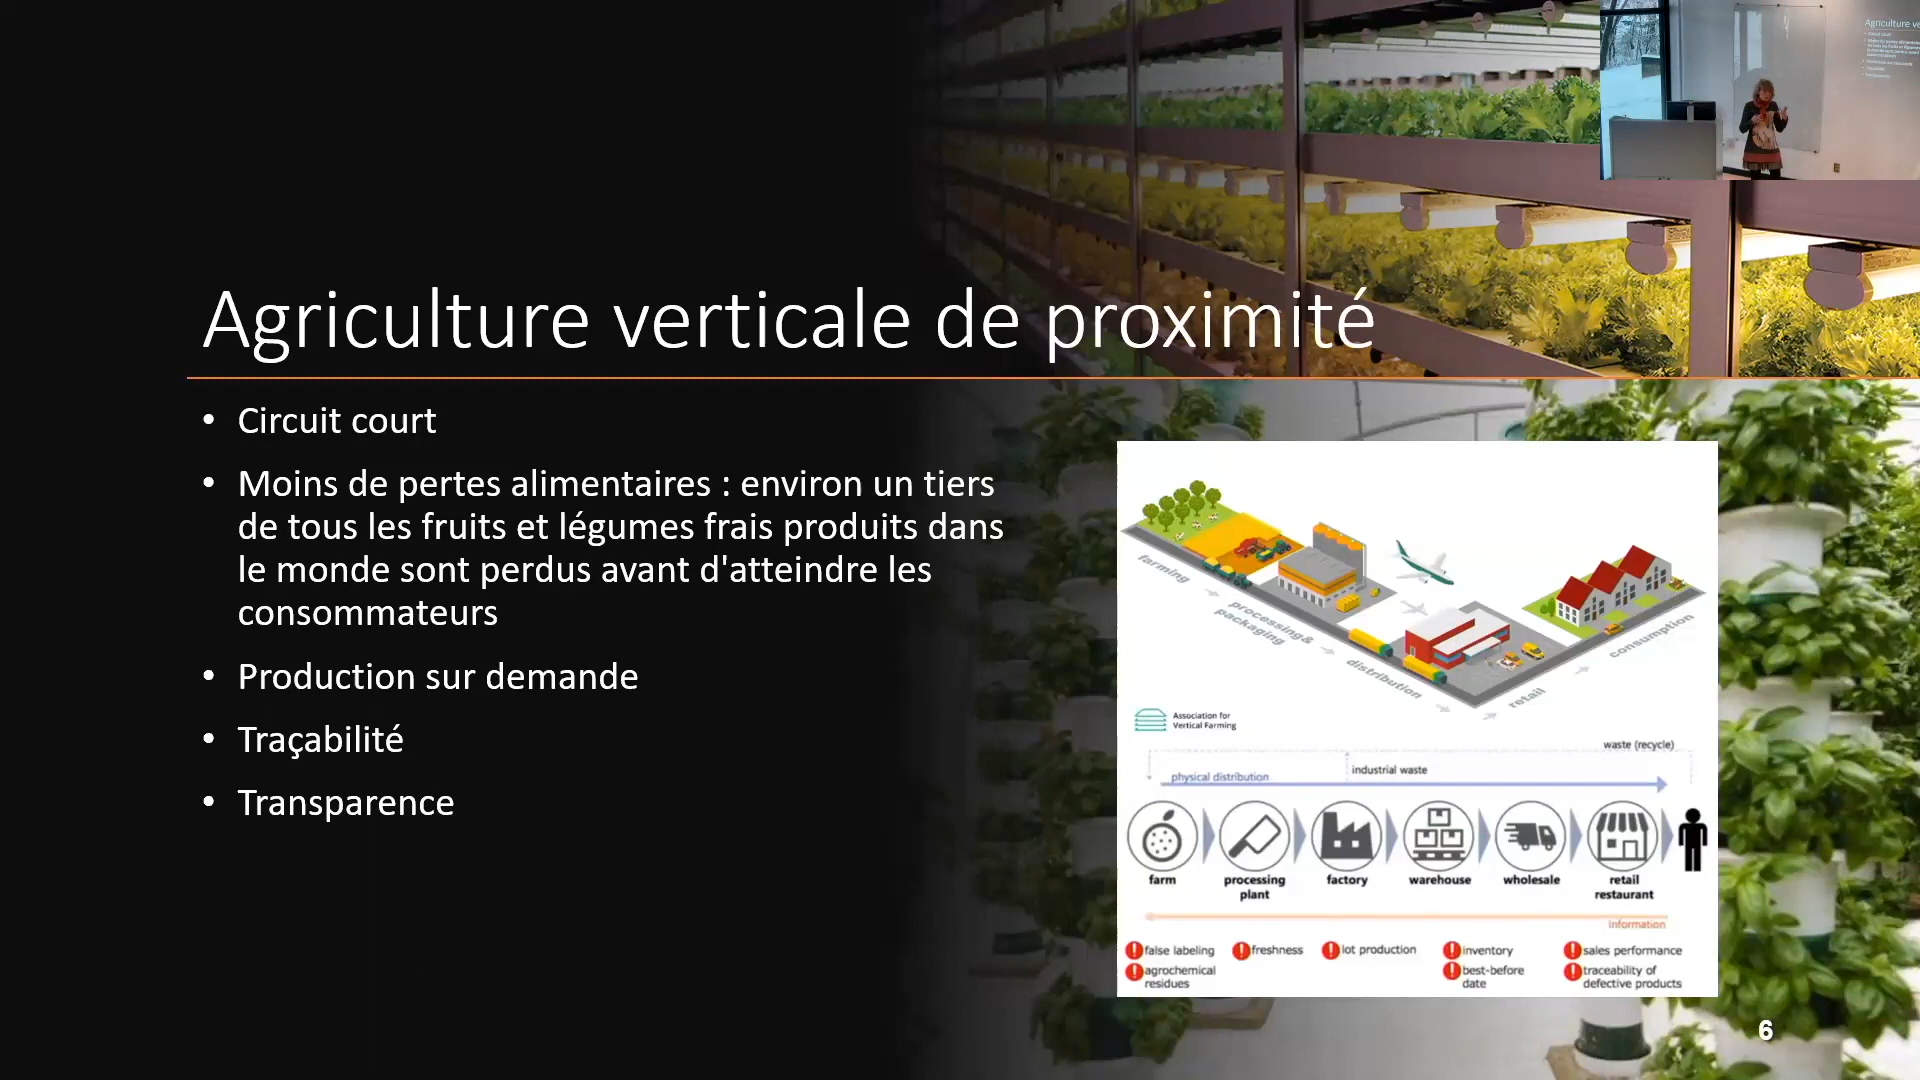 Agriculture ve
Agriculture verticale de proximité
• Circuit court
• Moins de pertes alimentaires : environ un tiers
de tous les fruits et légumes frais produits dans
le monde sont perdus avant d'atteindre les
consommateurs
• Production sur demande
• Traçabilité
• Transparence
farming
processing&
packaging
distribution
retail
consumption
Association for
Vertical Farming
waste (recycle)
industrial waste
physical distribution
farm
processing
plant
factory
warehouse
wholesale
retail
restaurant
information
false labeling
freshness
lot production
inventory
sales performance
agrochemical
residues
best-before
date
traceability of
defective products
6